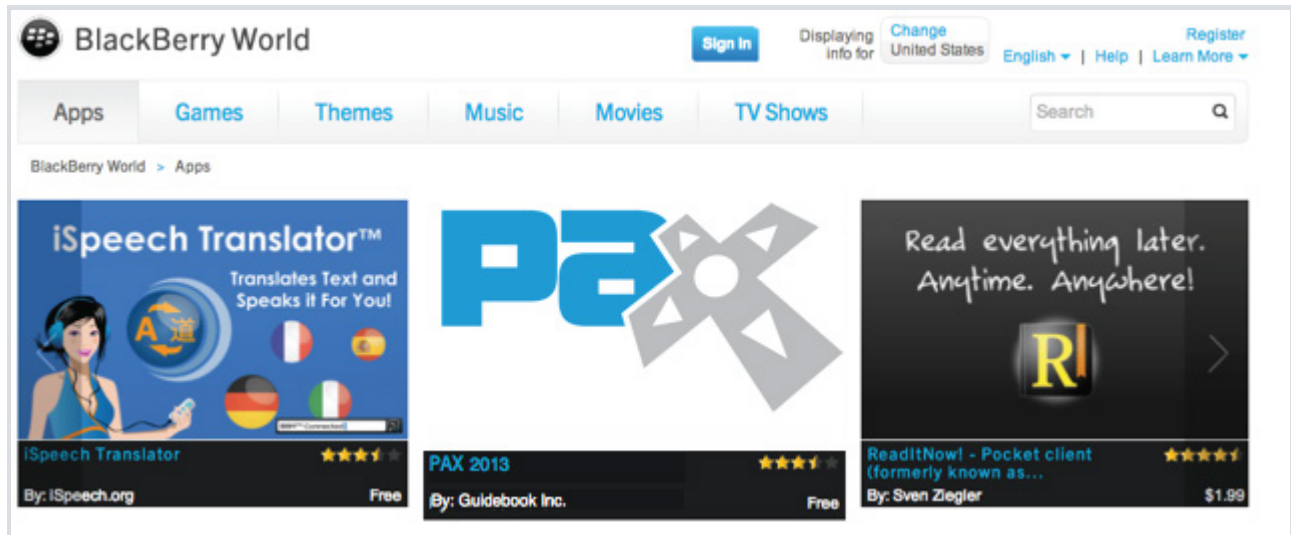 BlackBerry World
Sign In
Displaying
info for
Change
United States
Register
English | Help | Learn More
Apps Games Themes Music Movies TV Shows
Search
BlackBerry World > Apps
iSpeech Translator™
Translates Text and
Speaks it For You!
A 道
Connected
iSpeech Translator
By: iSpeech.org Free
PAX
PAX 2013
By: Guidebook Inc. Free
Read everything later.
Anytime. Anywhere!
R
ReadItNow! - Pocket client
(formerly known as...
By: Sven Ziegler $1.99